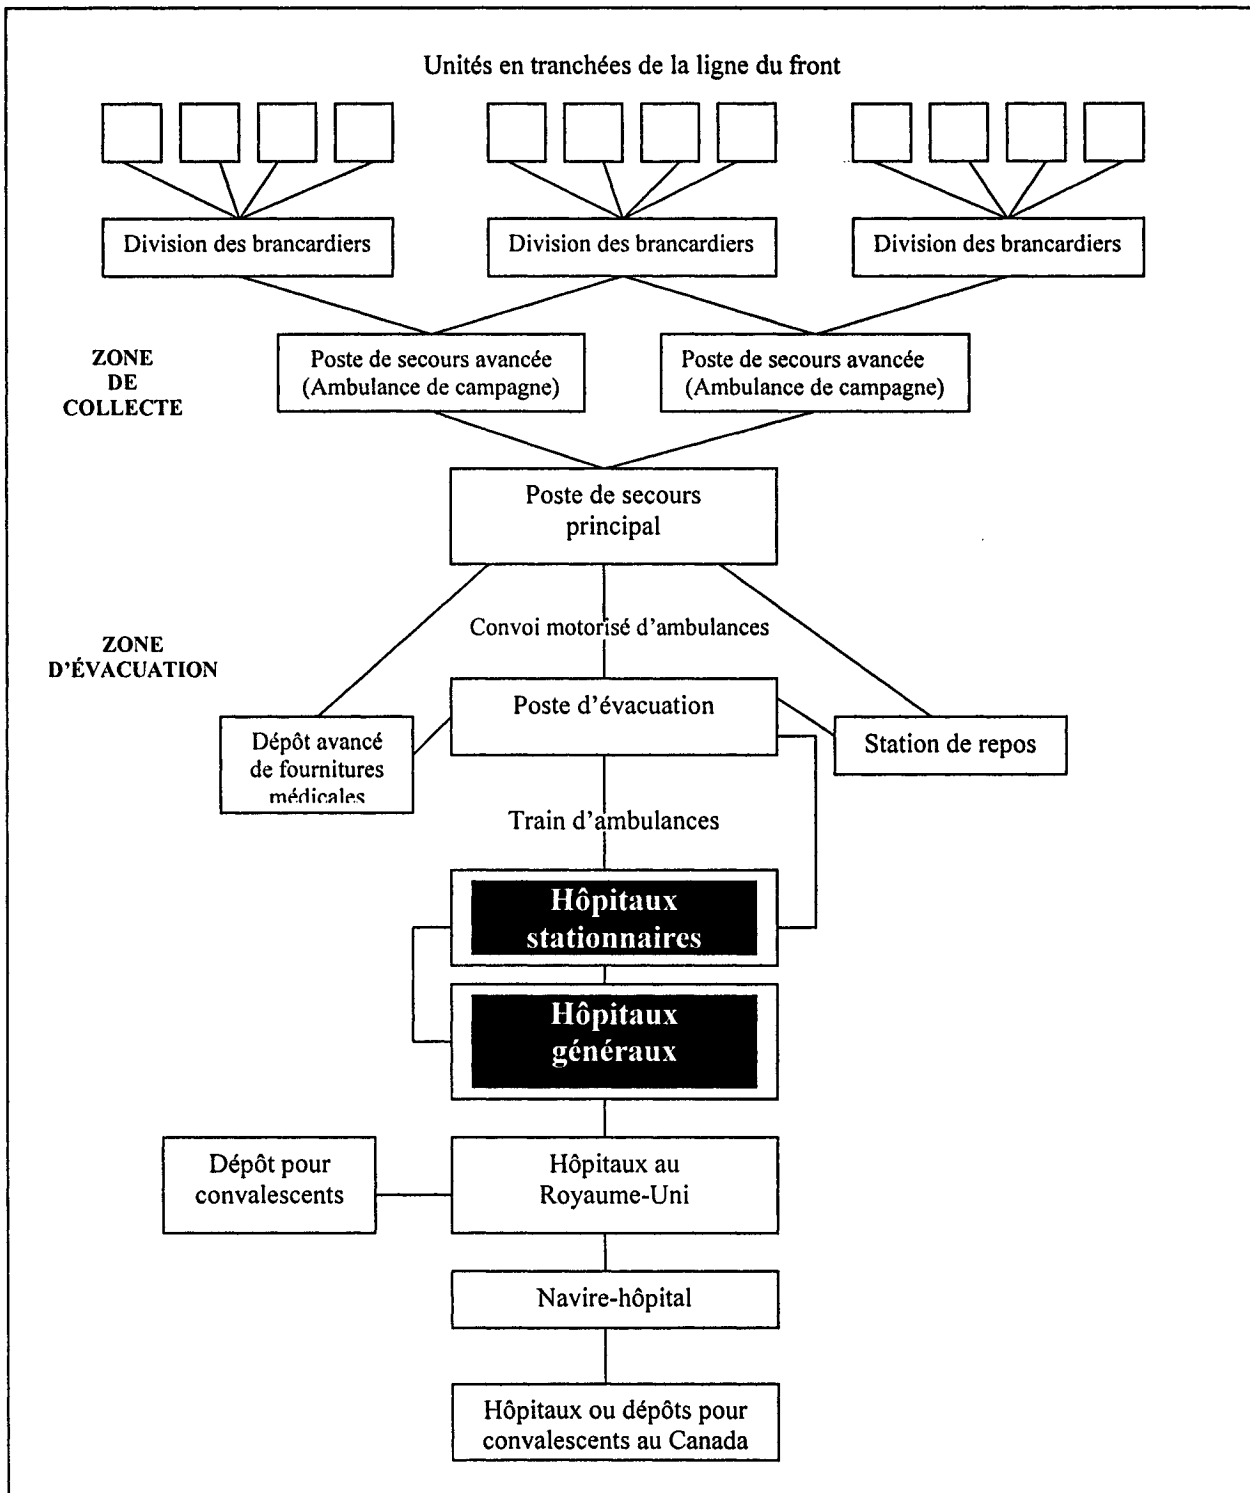 Unités en tranchées de la ligne du front
Division des brancardiers
Division des brancardiers
Division des brancardiers
ZONE
DE
COLLECTE
Poste de secours avancée
(Ambulance de campagne)
Poste de secours avancée
(Ambulance de campagne)
Poste de secours
principal
ZONE
D'ÉVACUATION
Convoi motorisé d'ambulances
Poste d'évacuation
Dépôt avancé
de fournitures
médicales
Station de repos
Train d'ambulances
Hôpitaux
stationnaires
Hôpitaux
généraux
Dépôt pour
convalescents
Hôpitaux au
Royaume-Uni
Navire-hôpital
Hôpitaux ou dépôts pour
convalescents au Canada